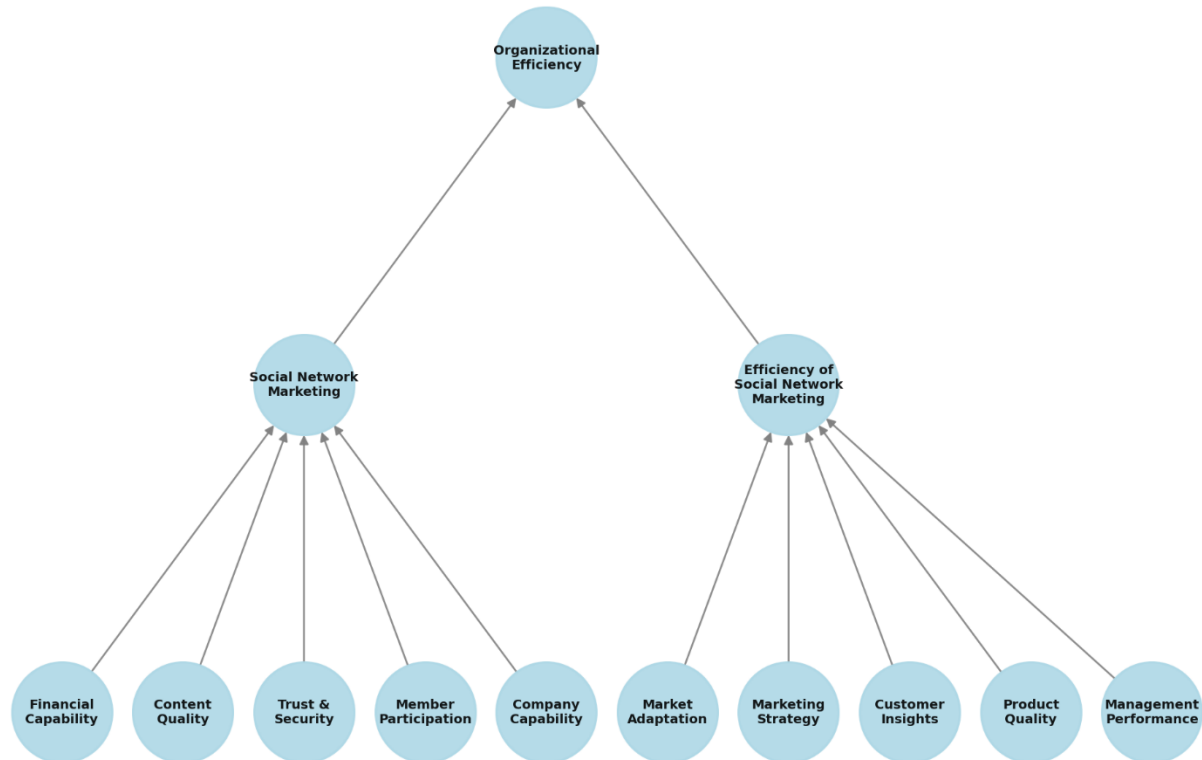 Organizational
Efficiency
Social Network
Marketing
Efficiency of
Social Network
Marketing
Financial
Capability
Content
Quality
Trust &
Security
Member
Participation
Company
Capability
Market
Adaptation
Marketing
Strategy
Customer
Insights
Product
Quality
Management
Performance